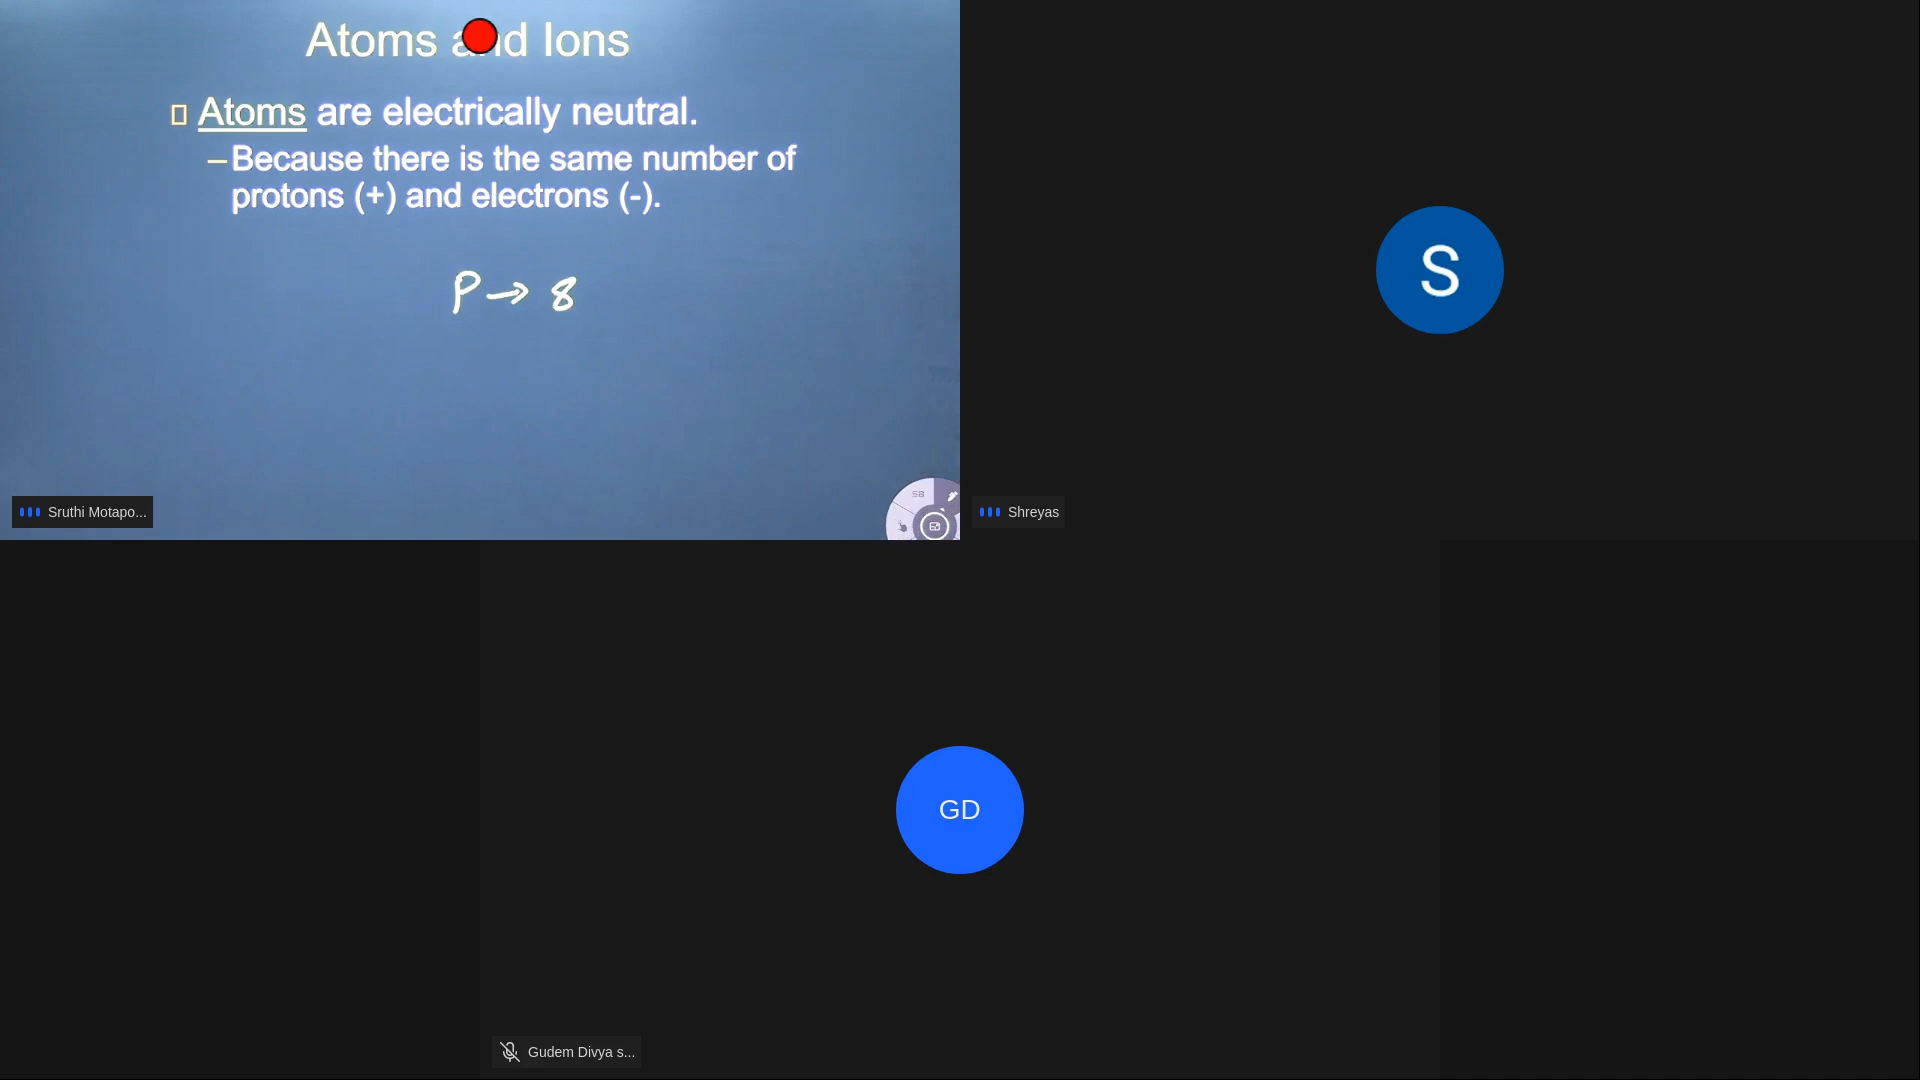 Atoms and Ions
Atoms are electrically neutral.
–Because there is the same number of
protons (+) and electrons (-).
P→ 8
Sruthi Motapo...
S
Shreyas
GD
Gudem Divya s...